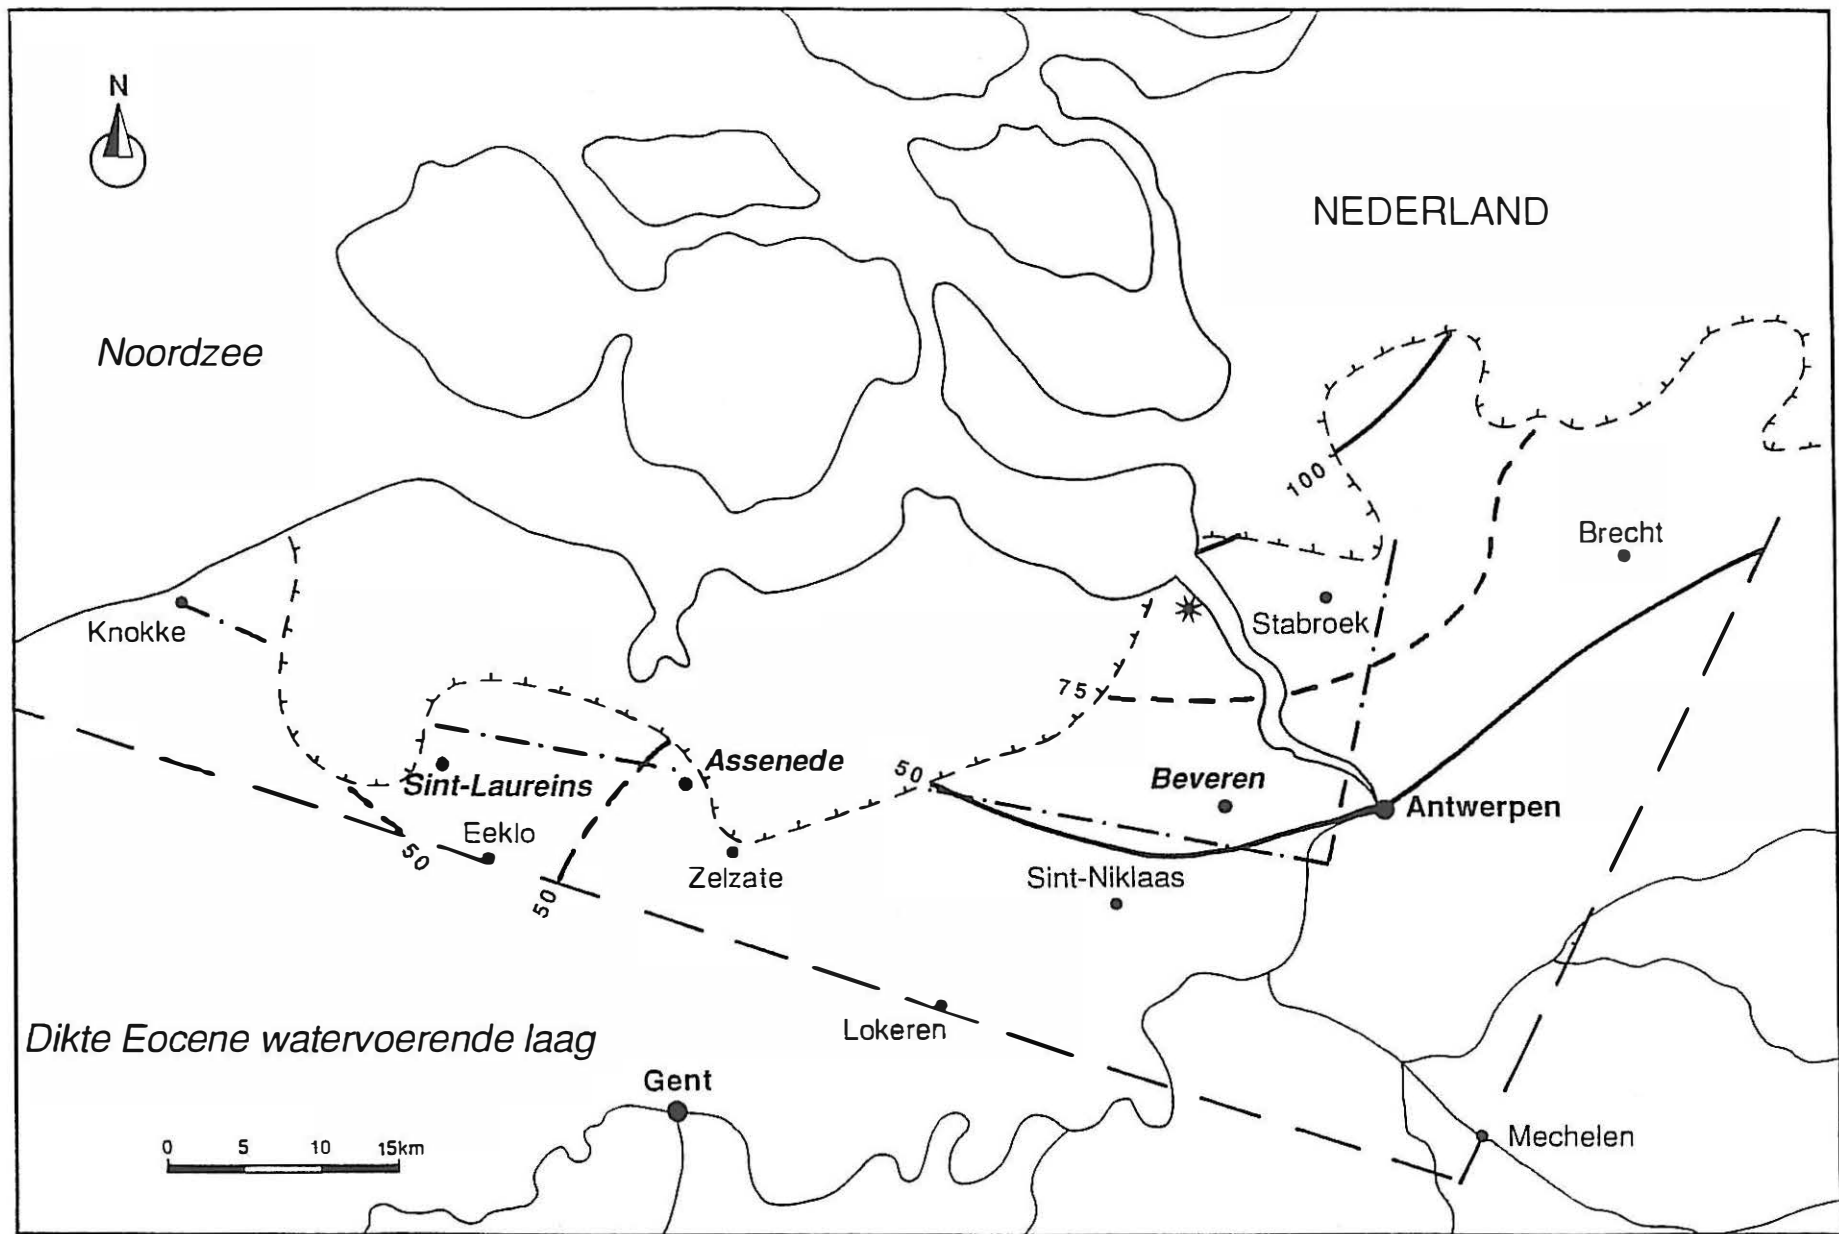 N
NEDERLAND
Noordzee
100
Brecht
Knokke
Stabroek
75
Assenede
50
Sint-Laureins
Beveren
Antwerpen
Eeklo
50
Zelzate
Sint-Niklaas
50
Lokeren
Dikte Eocene watervoerende laag
Gent
Mechelen
0 5 10 15km